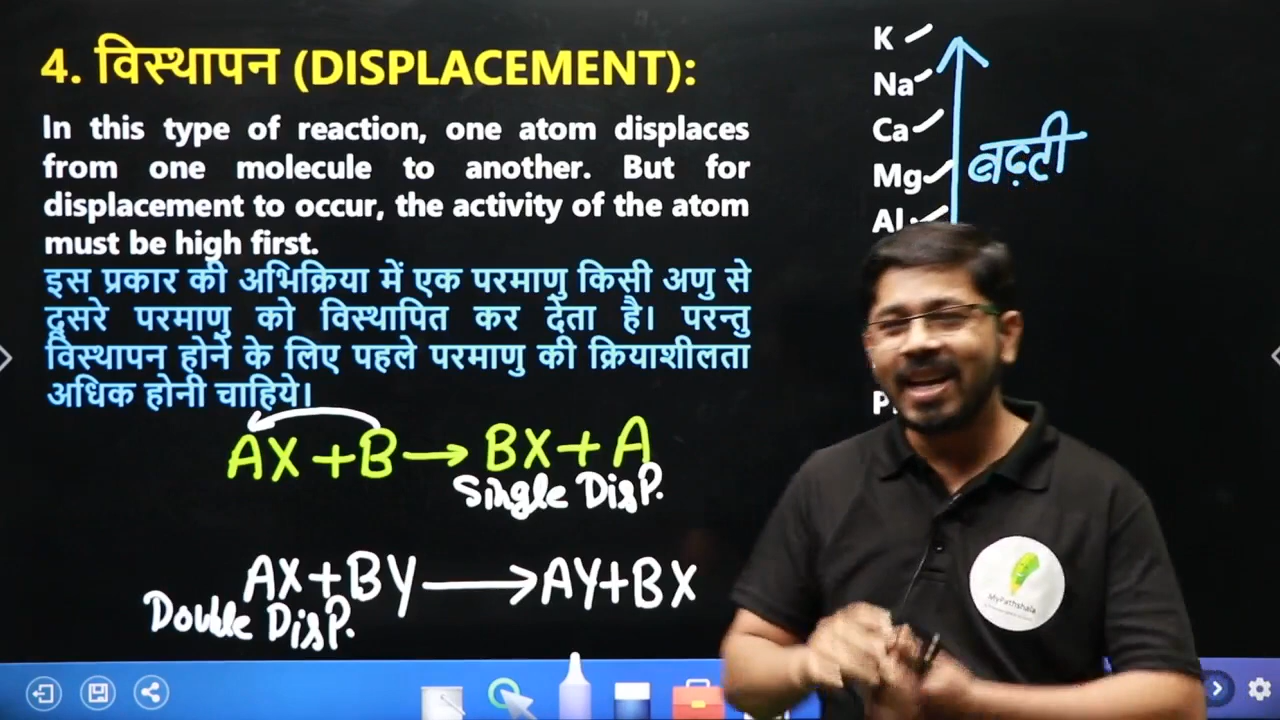 4. विस्थापन (DISPLACEMENT):
In this type of reaction, one atom displaces
from one molecule to another. But for
displacement to occur, the activity of the atom
must be high first.
इस प्रकार की अभिक्रिया में एक परमाणु किसी अणु से
दूसरे परमाणु को विस्थापित कर देता है। परन्तु
विस्थापन होने के लिए पहले परमाणु की क्रियाशीलता
अधिक होनी चाहिये।
AX + B → BX + A
Single Disp.
AX + BY → AY + BX
Double Disp.
K
Na
Ca
Mg
Al
बढ़ती
MyPathshala